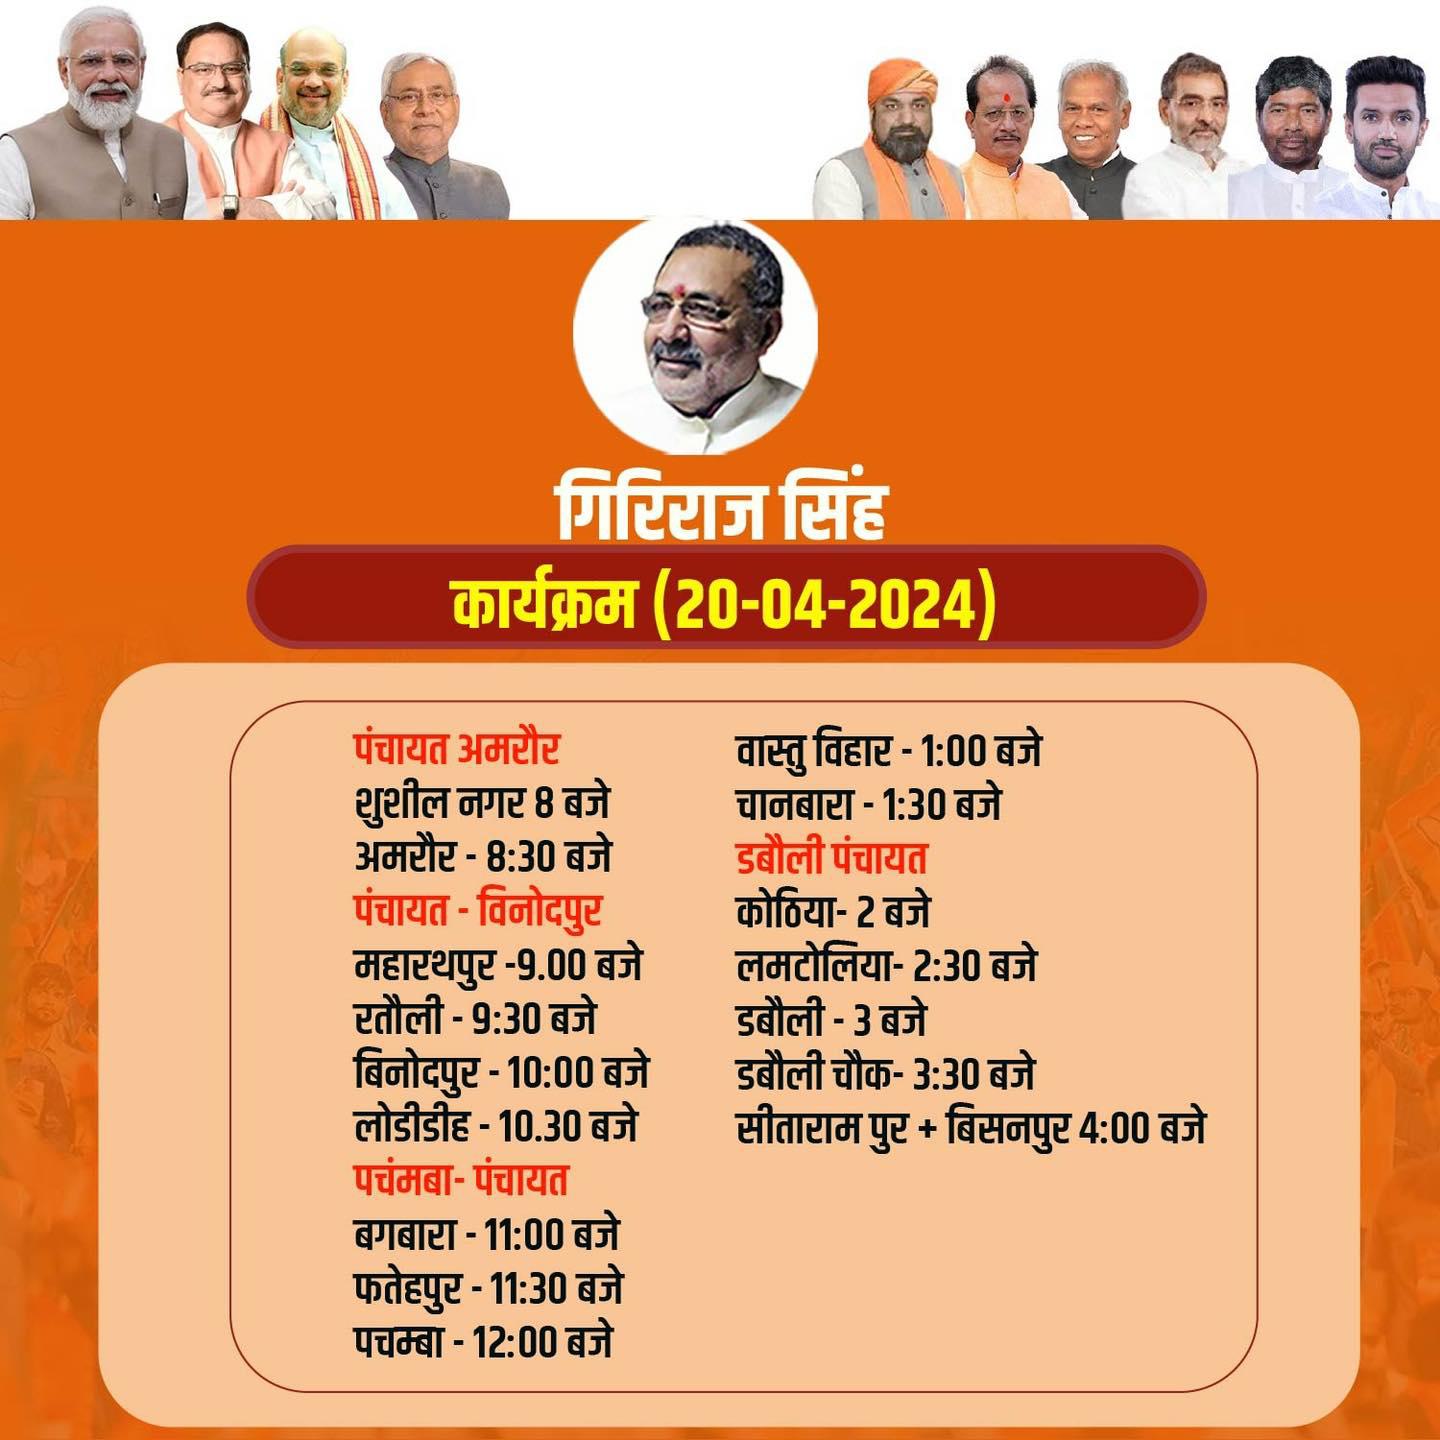 गिरिराज सिंह
कार्यक्रम (20-04-2024)
पंचायत अमरौर
शुशील नगर 8 बजे
अमरौर - 8:30 बजे
पंचायत - विनोदपुर
महारथपुर -9.00 बजे
रतौली - 9:30 बजे
बिनोदपुर - 10:00 बजे
लोडीडीह - 10.30 बजे
पचंमबा- पंचायत
बगबारा - 11:00 बजे
फतेहपुर - 11:30 बजे
पचम्बा - 12:00 बजे
वास्तु विहार - 1:00 बजे
चानबारा - 1:30 बजे
डबौली पंचायत
कोठिया- 2 बजे
लमटोलिया- 2:30 बजे
डबौली - 3 बजे
डबौली चौक- 3:30 बजे
सीताराम पुर + बिसनपुर 4:00 बजे